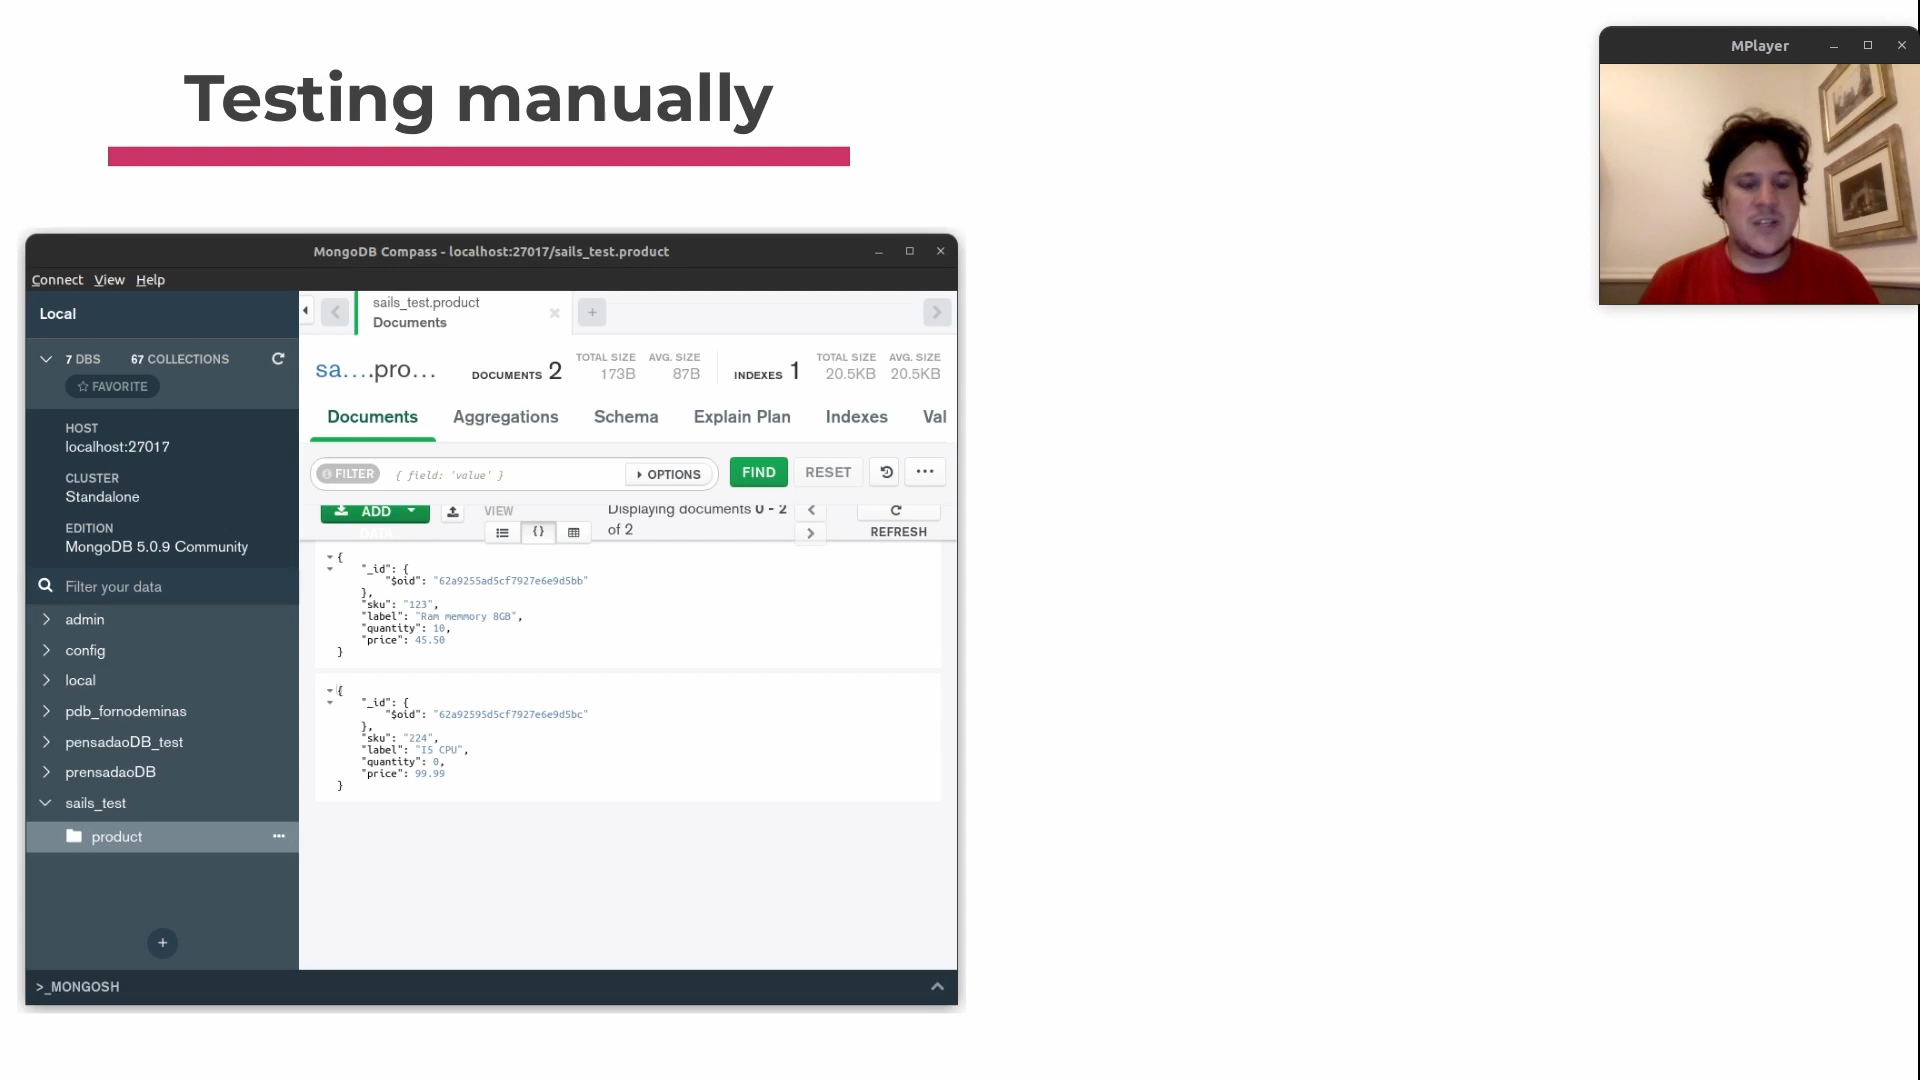 Testing manually
MPlayer
MongoDB Compass - localhost:27017/sails_test.product
Connect View Help
Local
7 DBS 67 COLLECTIONS
FAVORITE
HOST
localhost:27017
CLUSTER
Standalone
EDITION
MongoDB 5.0.9 Community
Filter your data
admin
config
local
pdb_fornodeminas
pensadaoDB_test
prensadaoDB
sails_test
product
>_MONGOSH
sails_test.product
Documents
sa....pro...
DOCUMENTS 2
TOTAL SIZE
173B
AVG. SIZE
87B
INDEXES 1
TOTAL SIZE
20.5KB
AVG. SIZE
20.5KB
Documents Aggregations Schema Explain Plan Indexes Val
FILTER { field: 'value' } OPTIONS FIND RESET
ADD
DATA
VIEW
{}
Displaying documents 0 - 2
of 2
REFRESH
{
"_id": {
"$oid": "62a9255ad5cf7927e6e9d5bb"
},
"sku": "123",
"label": "Ram memmory 8GB",
"quantity": 10,
"price": 45.50
}
{
"_id": {
"$oid": "62a92595d5cf7927e6e9d5bc"
},
"sku": "224",
"label": "I5 CPU",
"quantity": 0,
"price": 99.99
}